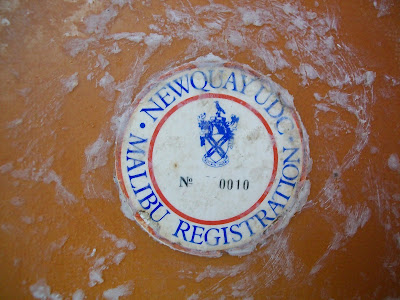 • NEWQUAY UDC •
Nº 0010
MALIBU REGISTRATION